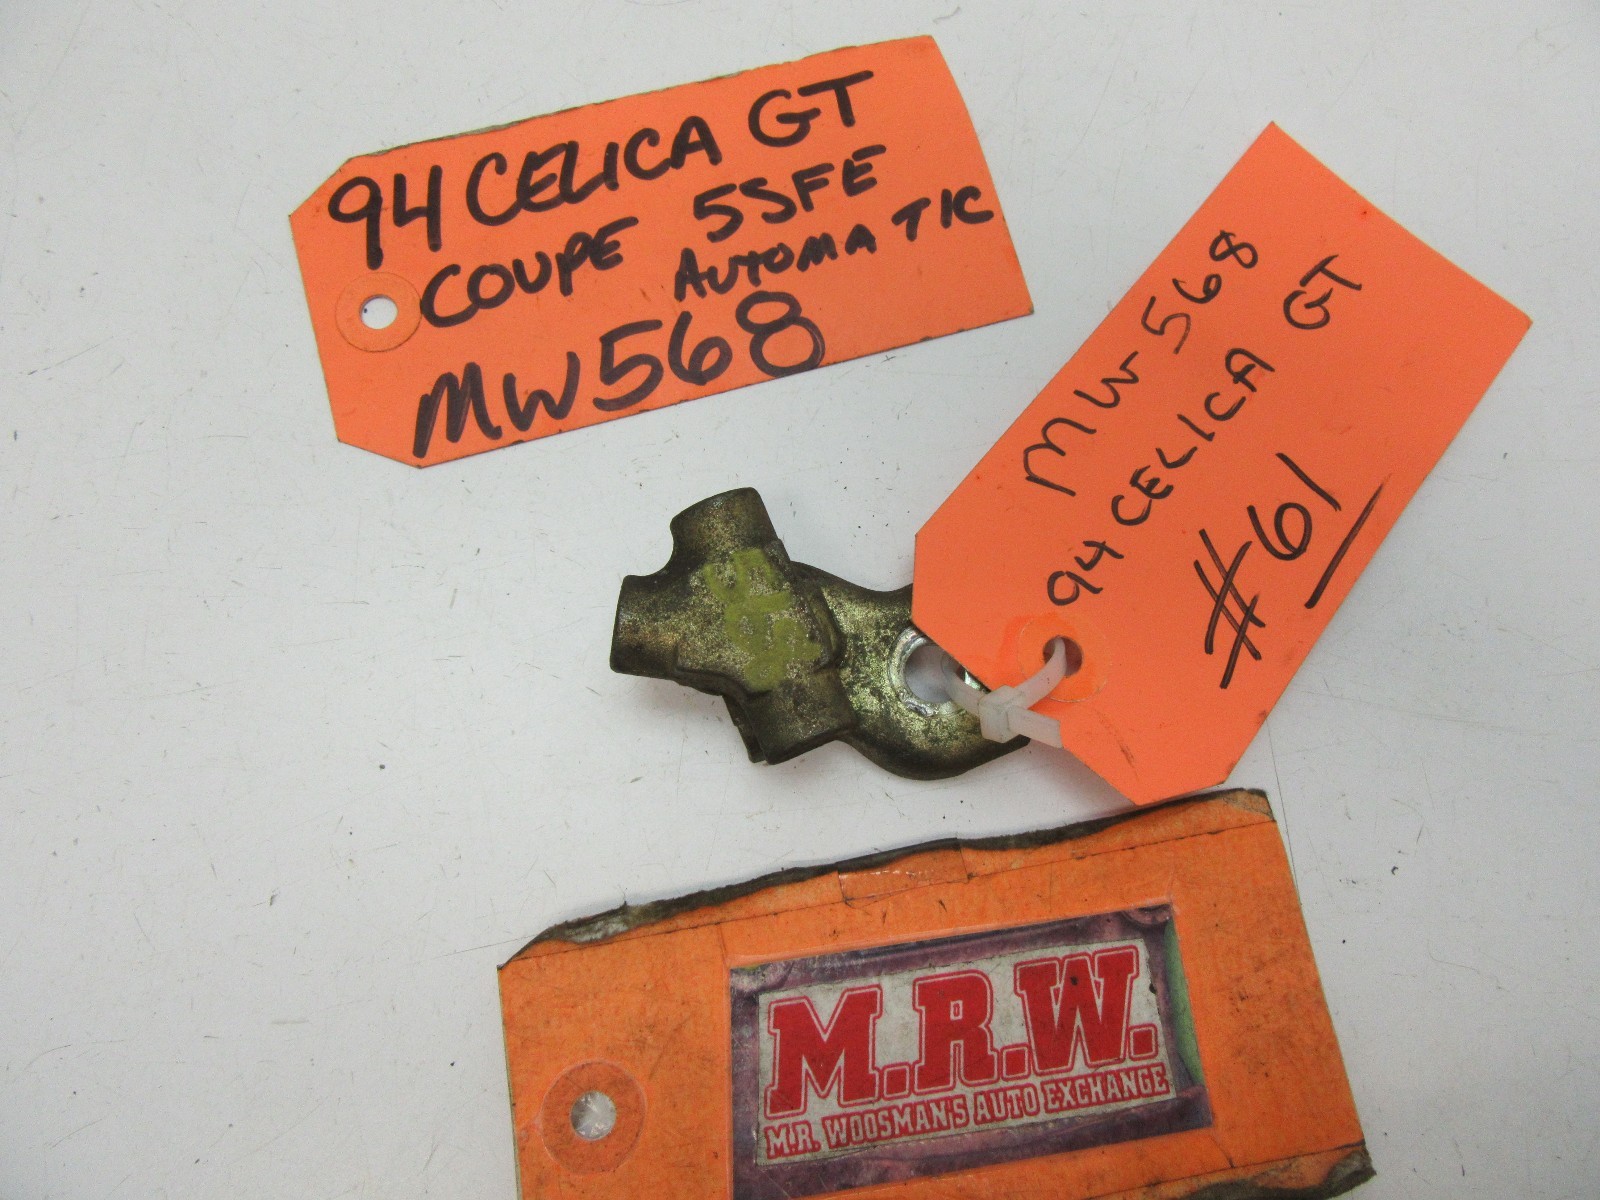 94 CELICA GT
COUPE 5SFE
AUTOMATIC
MW568
MW568
94 CELICA GT
#61
M.R.W.
M.R. WOOSMAN'S AUTO EXCHANGE